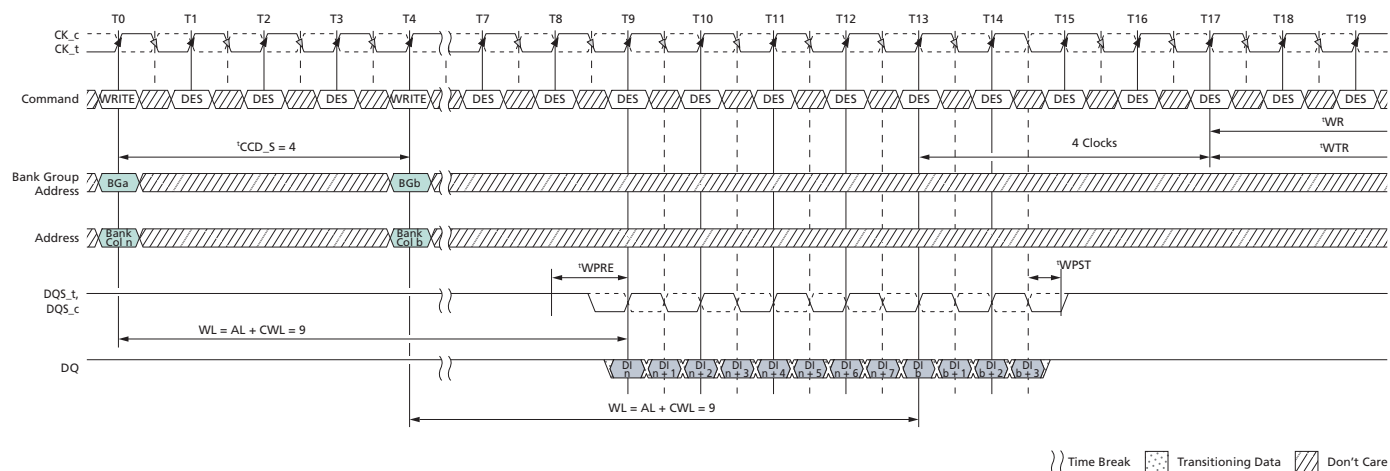 T0 T1 T2 T3 T4 T7 T8 T9 T10 T11 T12 T13 T14 T15 T16 T17 T18 T19
CK_c
CK_t
Command WRITE DES DES DES WRITE DES DES DES DES DES DES DES DES DES DES DES DES DES
tWR
tCCD_S = 4 4 Clocks tWTR
Bank Group
Address
BGa BGb
Address
Bank
Col n
Bank
Col b
tWPRE tWPST
DQS_t,
DQS_c
WL = AL + CWL = 9
DQ
DI
n
DI
n + 1
DI
n + 2
DI
n + 3
DI
n + 4
DI
n + 5
DI
n + 6
DI
n + 7
DI
b
DI
b + 1
DI
b + 2
DI
b + 3
WL = AL + CWL = 9
Time Break Transitioning Data Don't Care